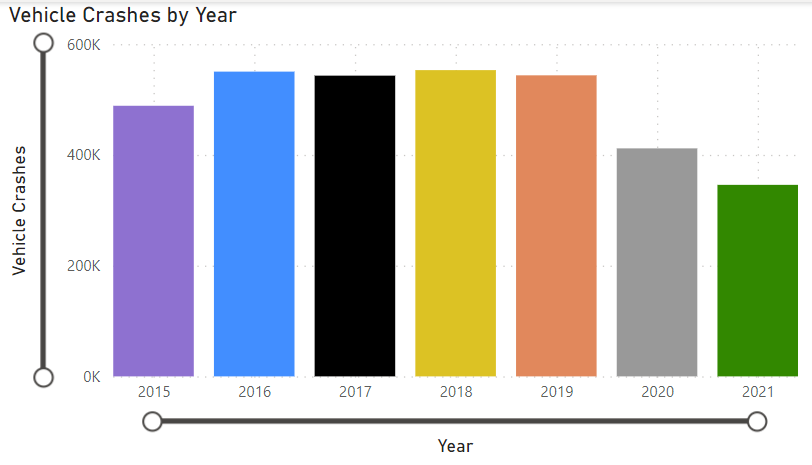 Vehicle Crashes by Year
600K
400K
200K
0K
Vehicle Crashes
2015 2016 2017 2018 2019 2020 2021
Year